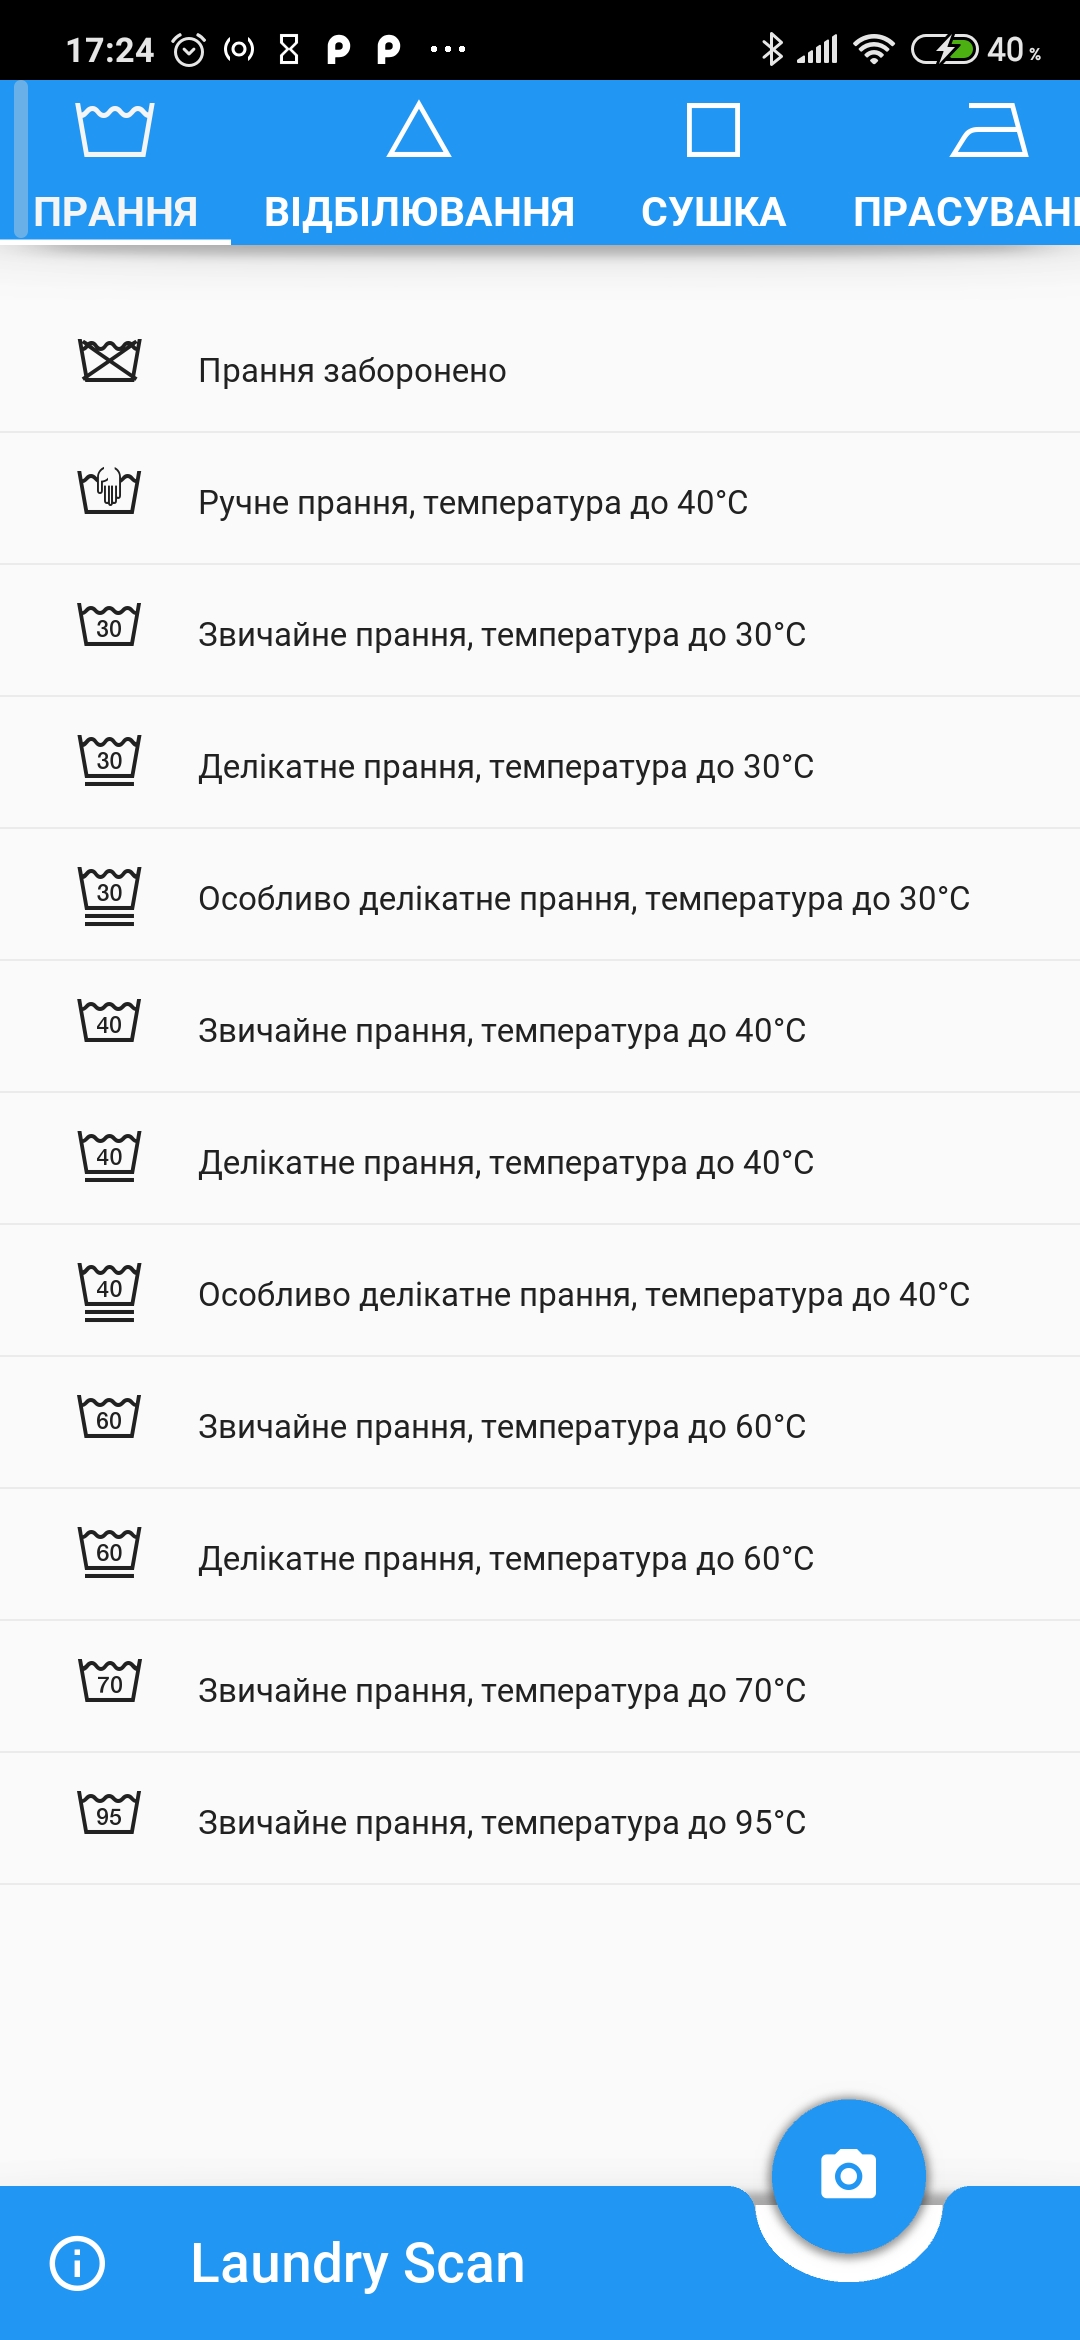 17:24 40 %
ПРАННЯ ВІДБІЛЮВАННЯ СУШКА ПРАСУВАН
Прання заборонено
Ручне прання, температура до 40°C
30 Звичайне прання, температура до 30°C
30 Делікатне прання, температура до 30°C
30 Особливо делікатне прання, температура до 30°C
40 Звичайне прання, температура до 40°C
40 Делікатне прання, температура до 40°C
40 Особливо делікатне прання, температура до 40°C
60 Звичайне прання, температура до 60°C
60 Делікатне прання, температура до 60°C
70 Звичайне прання, температура до 70°C
95 Звичайне прання, температура до 95°C
Laundry Scan